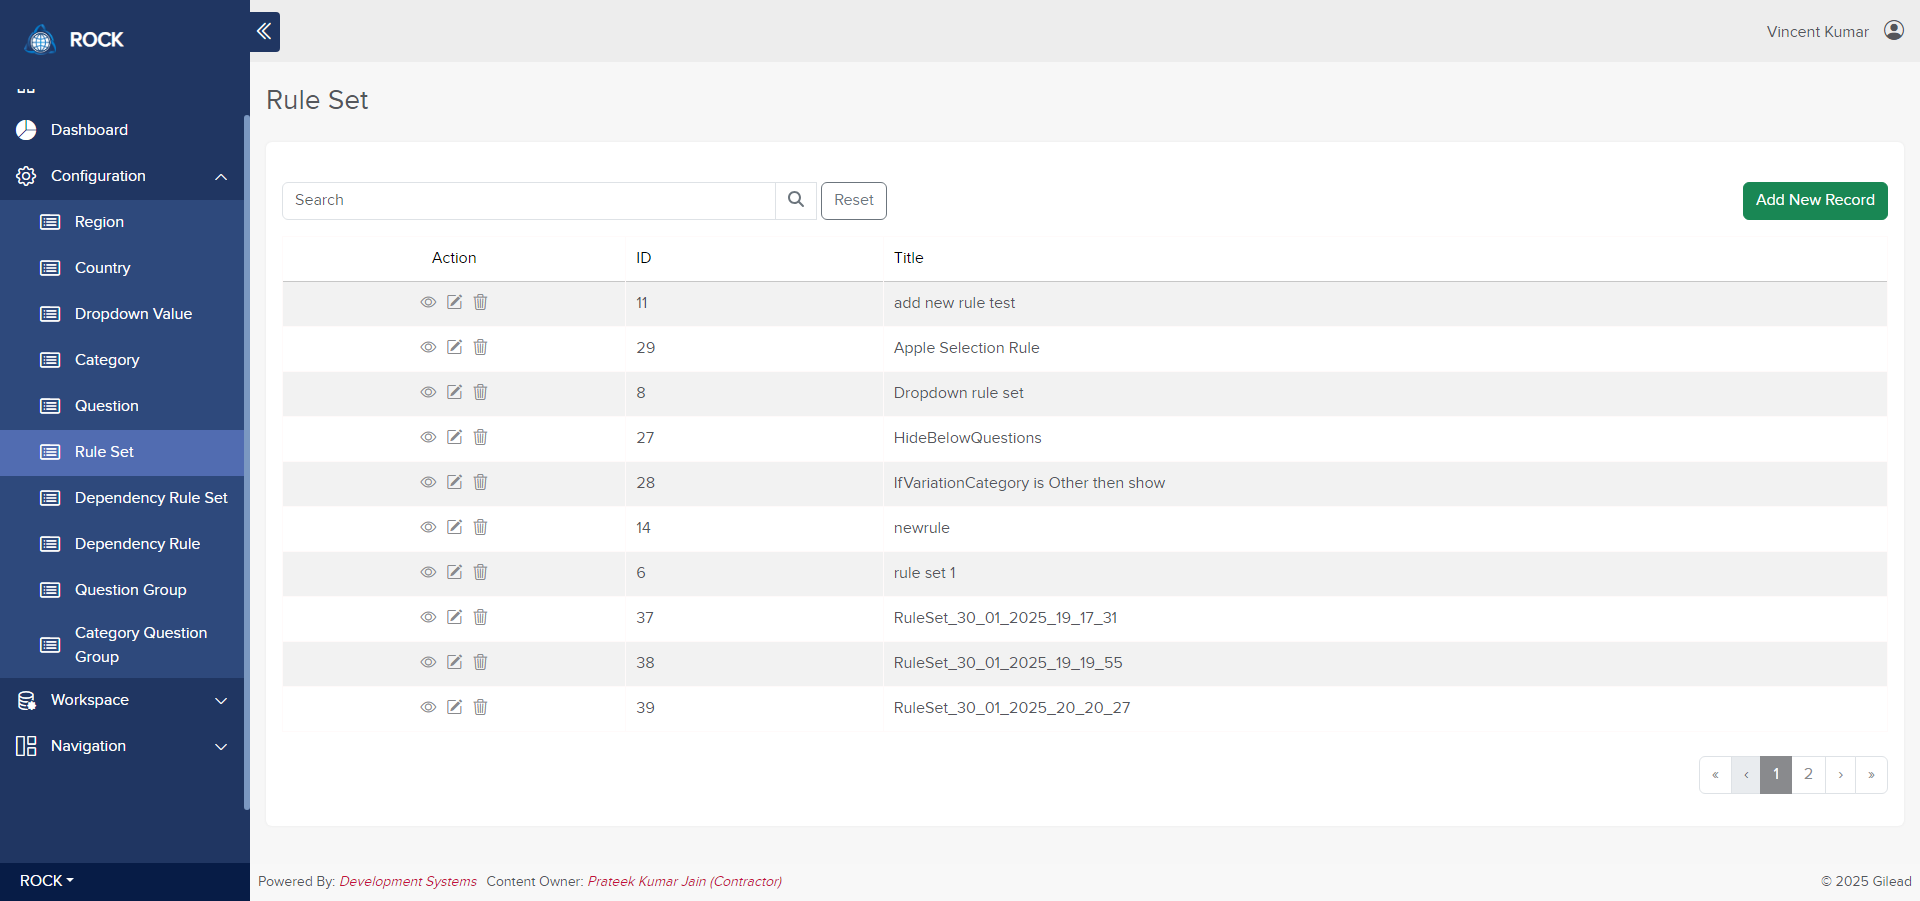 ROCK
Vincent Kumar
Dashboard
Configuration
Region
Country
Dropdown Value
Category
Question
Rule Set
Dependency Rule Set
Dependency Rule
Question Group
Category Question
Group
Workspace
Navigation
ROCK
Rule Set
Search
Reset
Add New Record
Action ID Title
11 add new rule test
29 Apple Selection Rule
8 Dropdown rule set
27 HideBelowQuestions
28 IfVariationCategory is Other then show
14 newrule
6 rule set 1
37 RuleSet_30_01_2025_19_17_31
38 RuleSet_30_01_2025_19_19_55
39 RuleSet_30_01_2025_20_20_27
« ‹ 1 2 › »
Powered By: Development Systems Content Owner: Prateek Kumar Jain (Contractor)
© 2025 Gilead